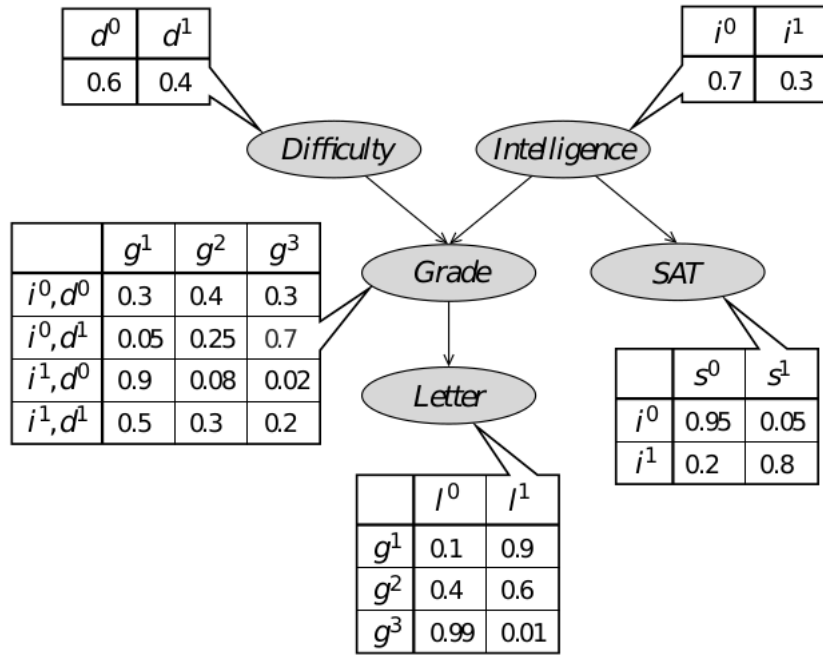 d⁰ d¹
0.6 0.4
i⁰ i¹
0.7 0.3
Difficulty
Intelligence
g¹ g² g³
i⁰,d⁰ 0.3 0.4 0.3
i⁰,d¹ 0.05 0.25 0.7
i¹,d⁰ 0.9 0.08 0.02
i¹,d¹ 0.5 0.3 0.2
Grade
SAT
Letter
s⁰ s¹
i⁰ 0.95 0.05
i¹ 0.2 0.8
l⁰ l¹
g¹ 0.1 0.9
g² 0.4 0.6
g³ 0.99 0.01